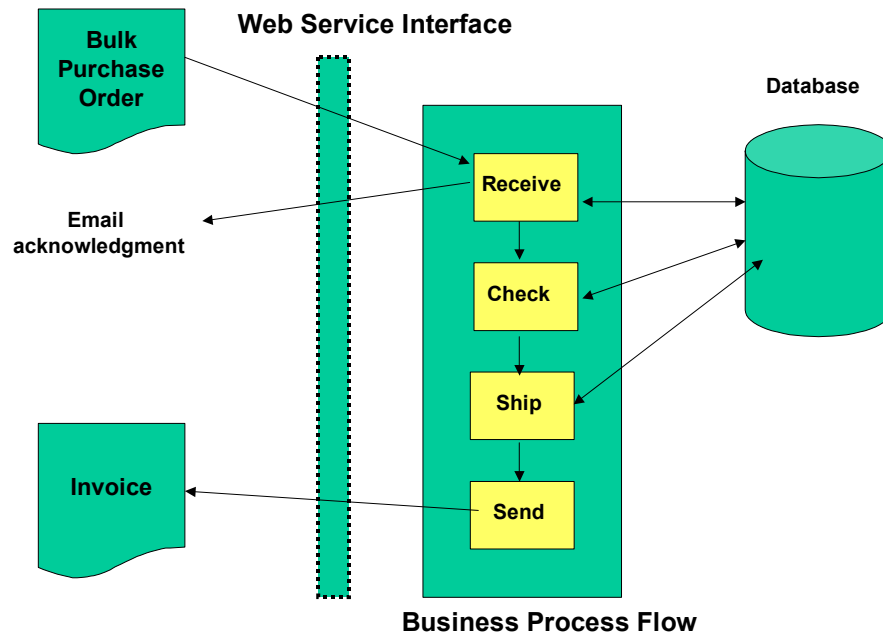 Web Service Interface
Bulk
Purchase
Order
Database
Receive
Email
acknowledgment
Check
Ship
Invoice
Send
Business Process Flow